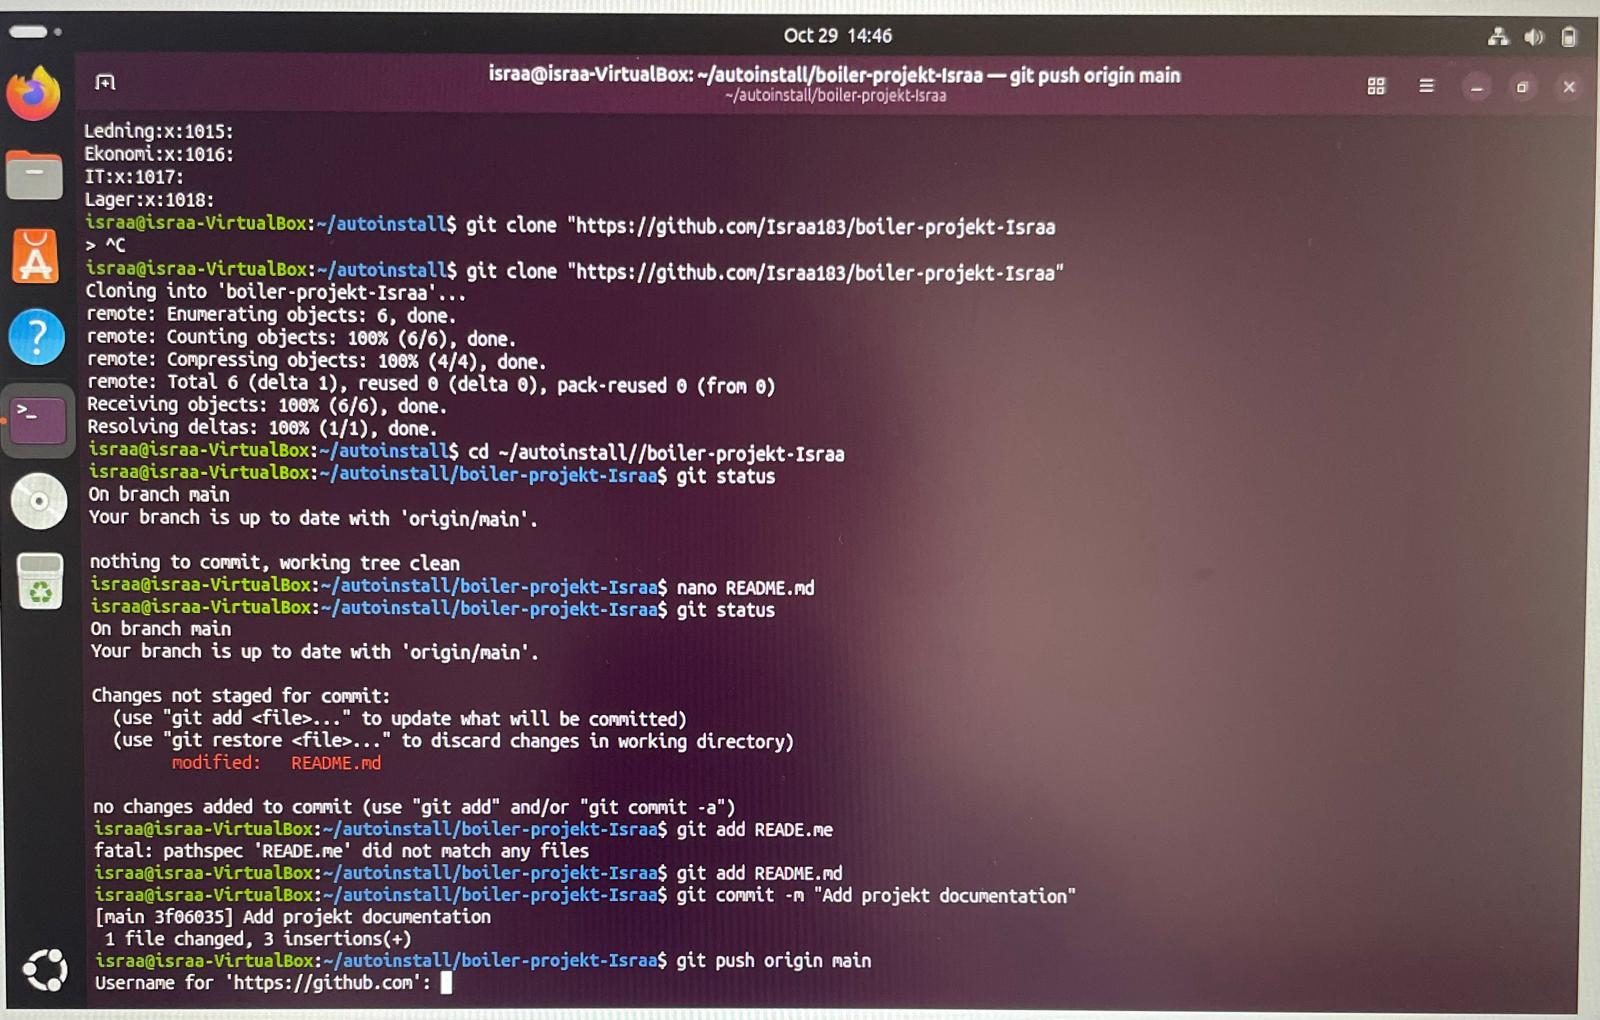 Oct 29 14:46
israa@israa-VirtualBox: ~/autoinstall/boiler-projekt-Israa — git push origin main
~/autoinstall/boiler-projekt-Israa
Ledning:x:1015:
Ekonomi:x:1016:
IT:x:1017:
Lager:x:1018:
israa@israa-VirtualBox:~/autoinstall$ git clone "https://github.com/Israa183/boiler-projekt-Israa
> ^C
israa@israa-VirtualBox:~/autoinstall$ git clone "https://github.com/Israa183/boiler-projekt-Israa"
Cloning into 'boiler-projekt-Israa'...
remote: Enumerating objects: 6, done.
remote: Counting objects: 100% (6/6), done.
remote: Compressing objects: 100% (4/4), done.
remote: Total 6 (delta 1), reused 0 (delta 0), pack-reused 0 (from 0)
Receiving objects: 100% (6/6), done.
Resolving deltas: 100% (1/1), done.
israa@israa-VirtualBox:~/autoinstall$ cd ~/autoinstall//boiler-projekt-Israa
israa@israa-VirtualBox:~/autoinstall/boiler-projekt-Israa$ git status
On branch main
Your branch is up to date with 'origin/main'.
nothing to commit, working tree clean
israa@israa-VirtualBox:~/autoinstall/boiler-projekt-Israa$ nano README.md
israa@israa-VirtualBox:~/autoinstall/boiler-projekt-Israa$ git status
On branch main
Your branch is up to date with 'origin/main'.
Changes not staged for commit:
  (use "git add <file>..." to update what will be committed)
  (use "git restore <file>..." to discard changes in working directory)
        modified:   README.md
no changes added to commit (use "git add" and/or "git commit -a")
israa@israa-VirtualBox:~/autoinstall/boiler-projekt-Israa$ git add READE.me
fatal: pathspec 'READE.me' did not match any files
israa@israa-VirtualBox:~/autoinstall/boiler-projekt-Israa$ git add README.md
israa@israa-VirtualBox:~/autoinstall/boiler-projekt-Israa$ git commit -m "Add projekt documentation"
[main 3f06035] Add projekt documentation
 1 file changed, 3 insertions(+)
israa@israa-VirtualBox:~/autoinstall/boiler-projekt-Israa$ git push origin main
Username for 'https://github.com':